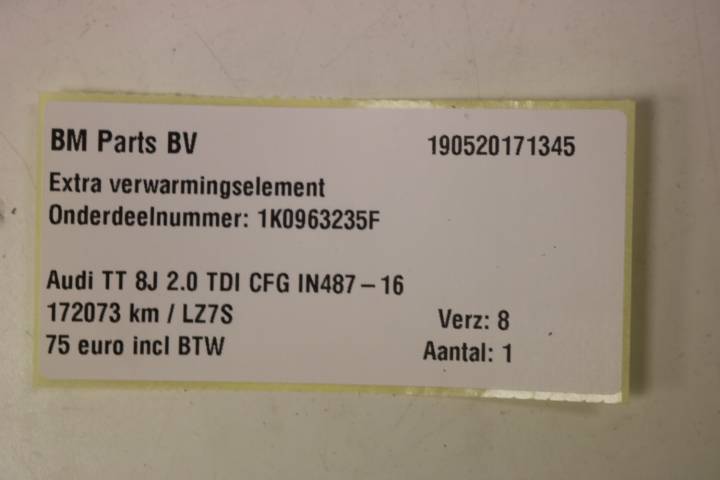 BM Parts BV 190520171345
Extra verwarmingselement
Onderdeelnummer: 1K0963235F
Audi TT 8J 2.0 TDI CFG IN487-16
172073 km / LZ7S Verz: 8
75 euro incl BTW Aantal: 1